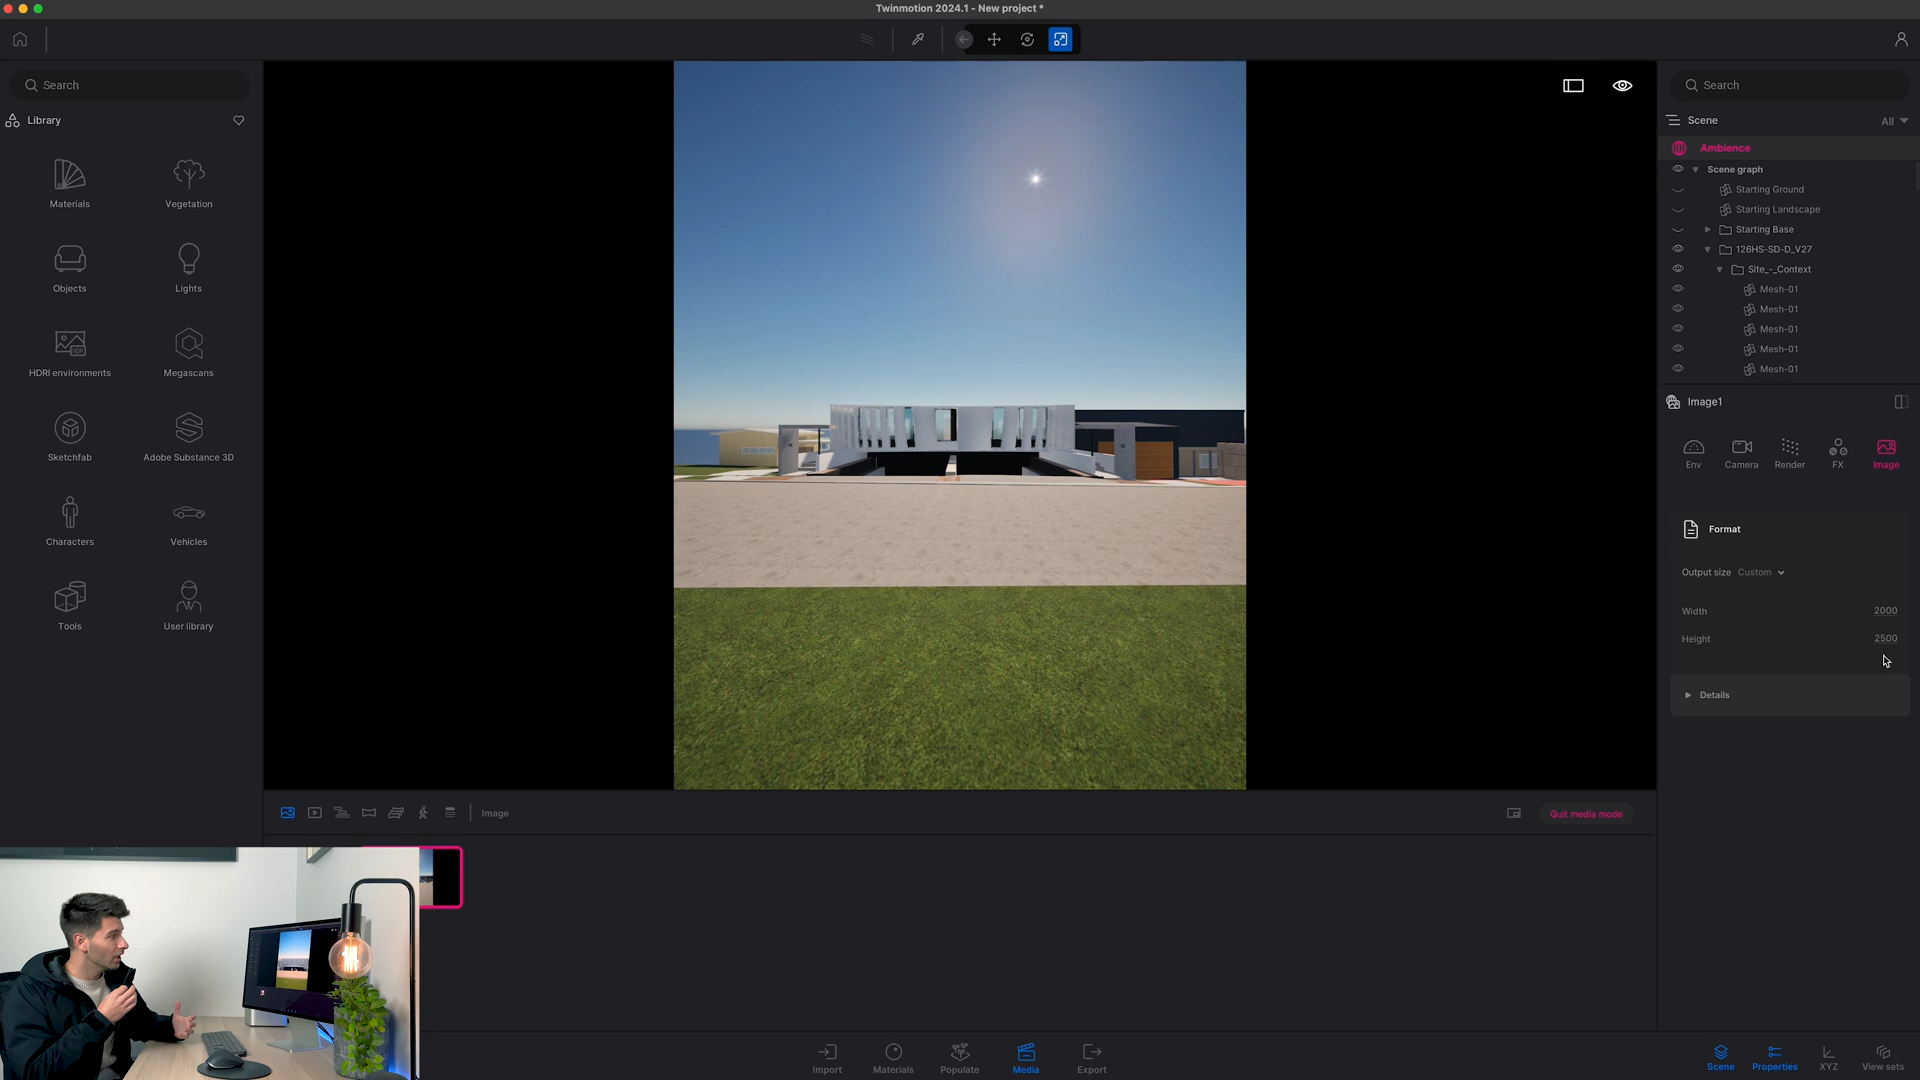 Twinmotion 2024.1 - New project *
Search
Library
Materials
Vegetation
Objects
Lights
HDRI environments
Megascans
Sketchfab
Adobe Substance 3D
Characters
Vehicles
Tools
User library
Search
Scene
All
Ambience
Scene graph
Starting Ground
Starting Landscape
Starting Base
126HS-SD-D_V27
Site_-_Context
Mesh-01
Mesh-01
Mesh-01
Mesh-01
Mesh-01
Image1
Env
Camera
Render
FX
Image
Format
Output size Custom
Width 2000
Height 2500
Details
Image
Quit media mode
Import
Materials
Populate
Media
Export
Scene
Properties
XYZ
View sets